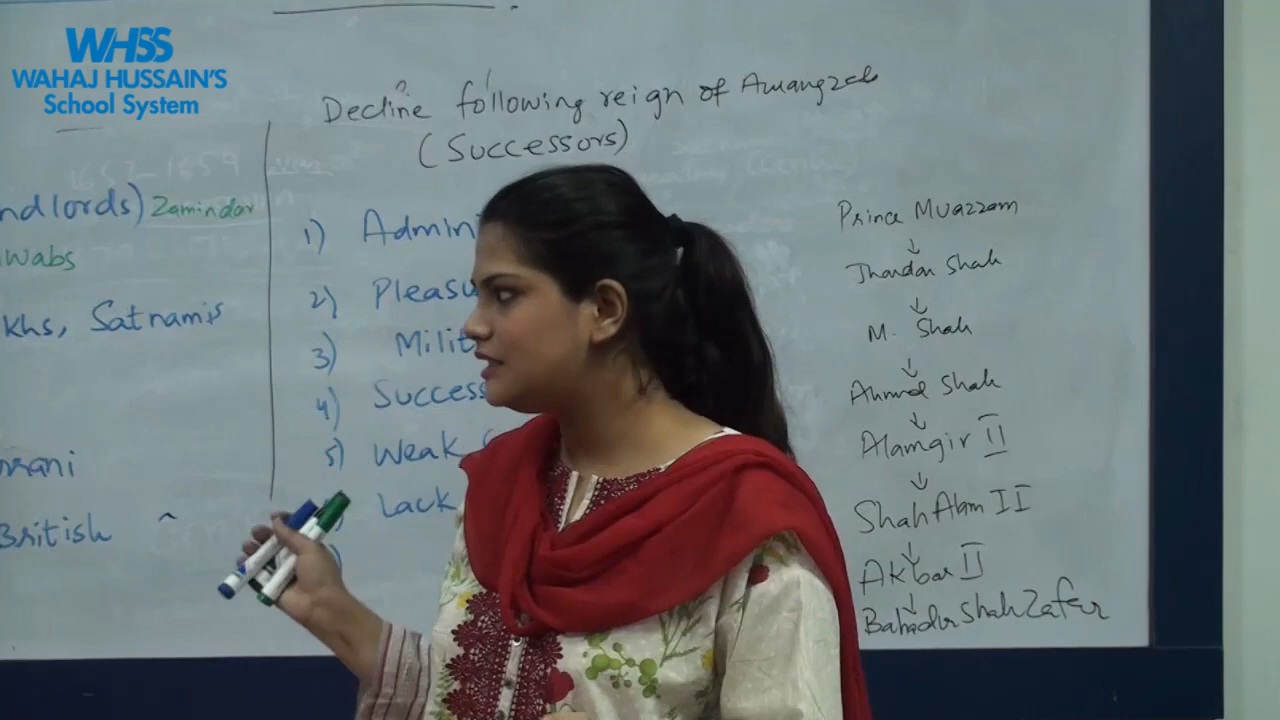 WHSS
WAHAJ HUSSAIN'S
School System
Decline following reign of Aurangzeb
(Successors)
ndlords) Zamindar
wabs
khs, Satnamis
rrani
British
1) Admin
2) Pleasu
3) Milit
4) Success
5) Weak
Lack
Prince Muazzam
↓
Jhandar Shah
↓
M. Shah
↓
Ahmed Shah
↓
Alamgir II
↓
Shah Alam II
↓
Akbar II
↓
Bahadur Shah Zafar